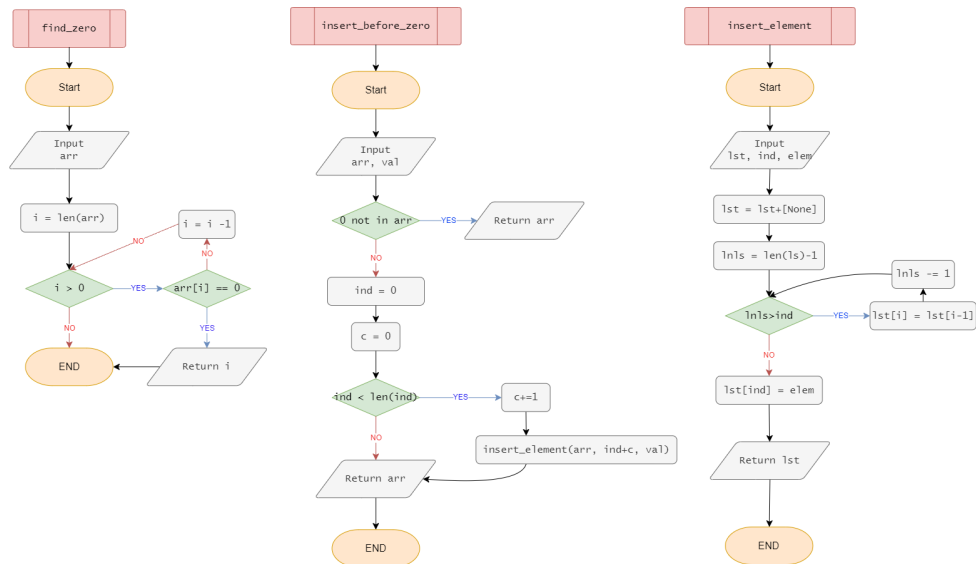 find_zero
Start
Input
arr
i = len(arr)
i = i -1
NO
NO
i > 0
YES
arr[i] == 0
NO
YES
END
Return i
insert_before_zero
Start
Input
arr, val
0 not in arr
YES
Return arr
NO
ind = 0
c = 0
ind < len(ind)
YES
c+=1
NO
insert_element(arr, ind+c, val)
Return arr
END
insert_element
Start
Input
lst, ind, elem
lst = lst+[None]
lnls = len(ls)-1
lnls -= 1
lnls>ind
YES
lst[i] = lst[i-1]
NO
lst[ind] = elem
Return lst
END